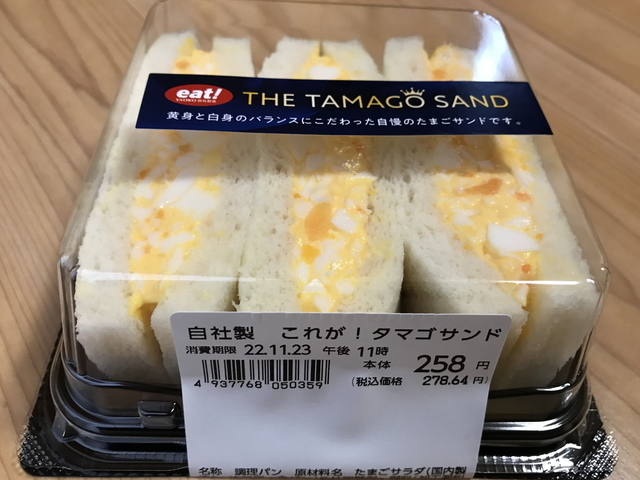 eat!
THE TAMAGO SAND
黄身と白身のバランスにこだわった自慢のたまごサンドです。
自社製 これが!タマゴサンド
消費期限 22.11.23 午後 11時
本体 258 円
(税込価格 278.64 円)
4 937768 050359
名称 調理パン 原材料名 たまごサラダ(国内製